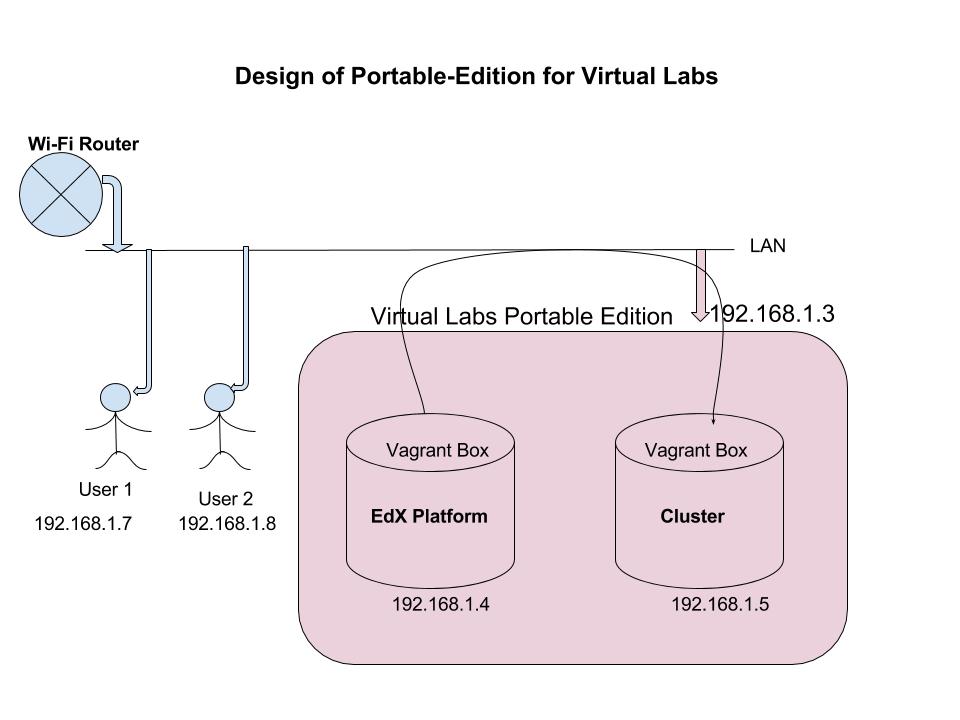 Design of Portable-Edition for Virtual Labs
Wi-Fi Router
LAN
Virtual Labs Portable Edition
192.168.1.3
Vagrant Box
Vagrant Box
EdX Platform
Cluster
User 1
User 2
192.168.1.7
192.168.1.8
192.168.1.4
192.168.1.5